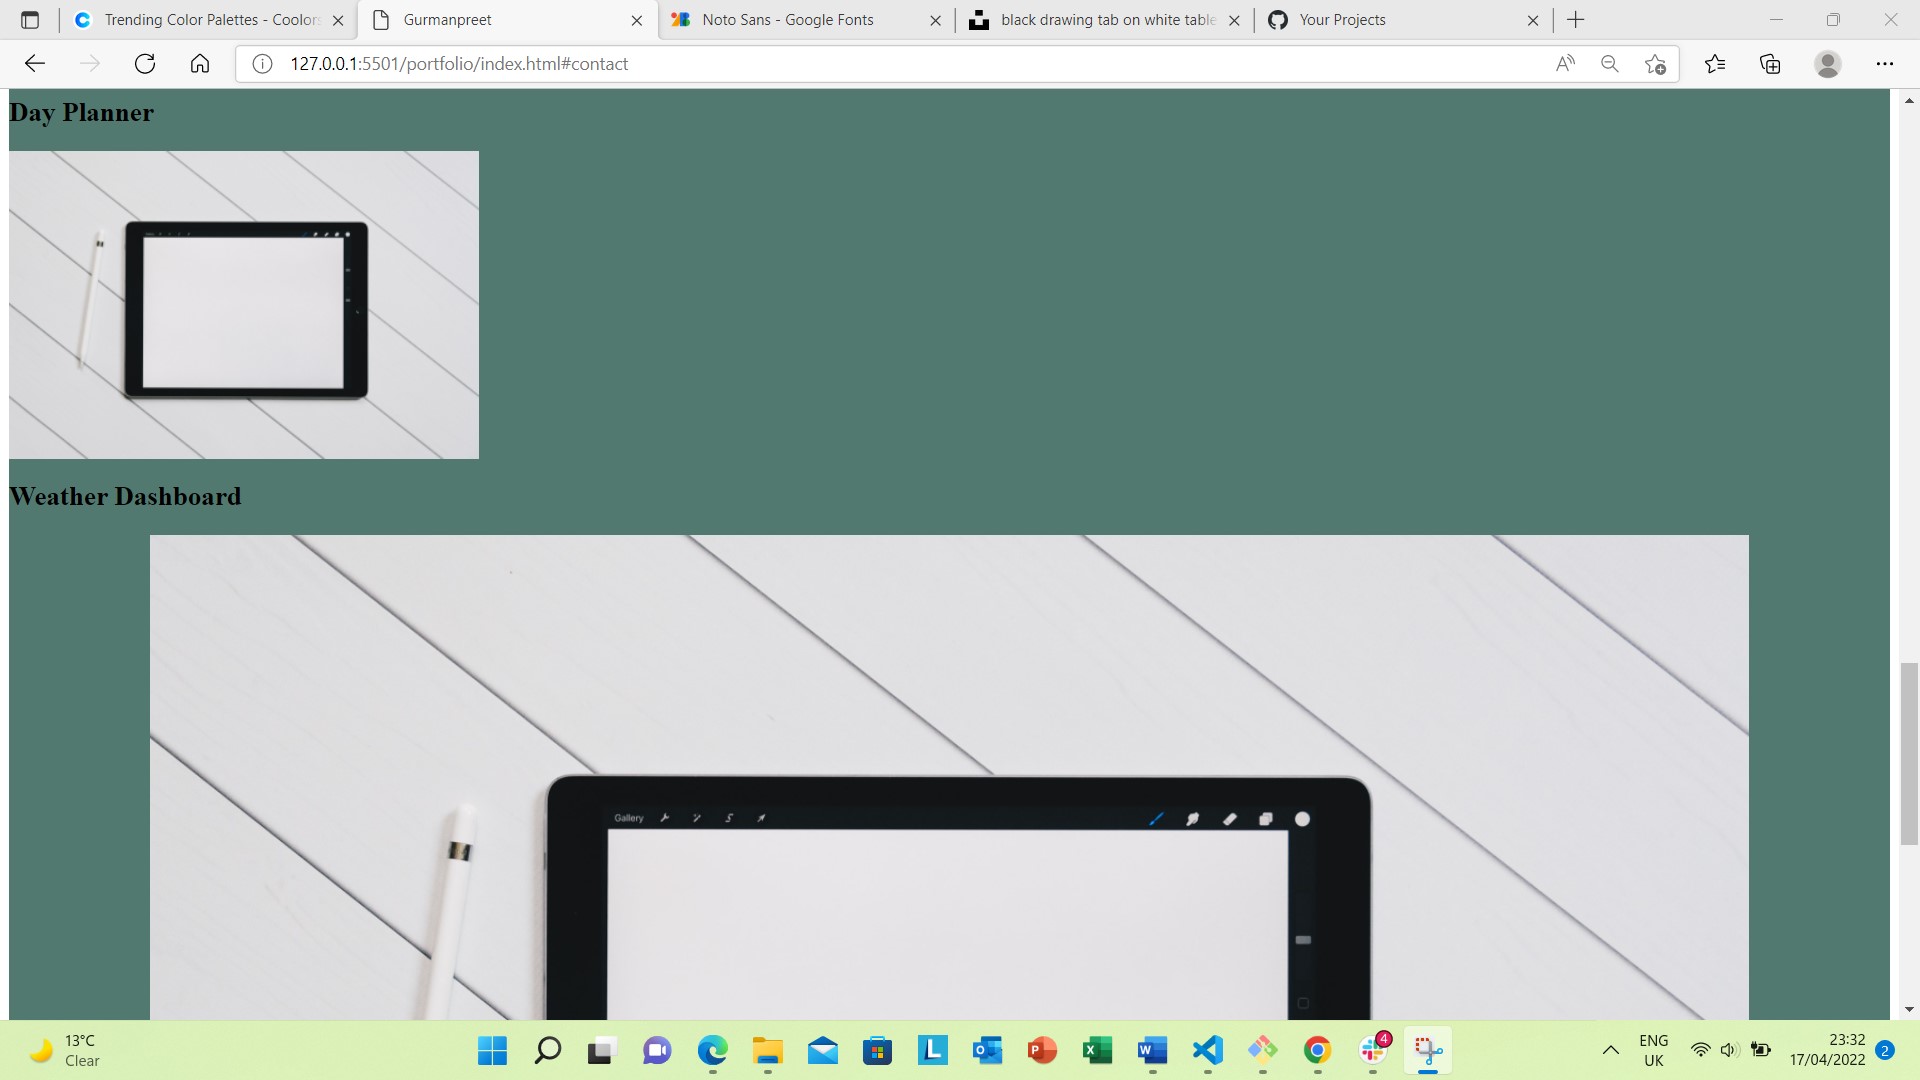 Trending Color Palettes - Coolors
Gurmanpreet
Noto Sans - Google Fonts
black drawing tab on white table
Your Projects
127.0.0.1:5501/portfolio/index.html#contact
Day Planner
Weather Dashboard
Gallery
13°C
Clear
4
ENG
UK
23:32
17/04/2022
2